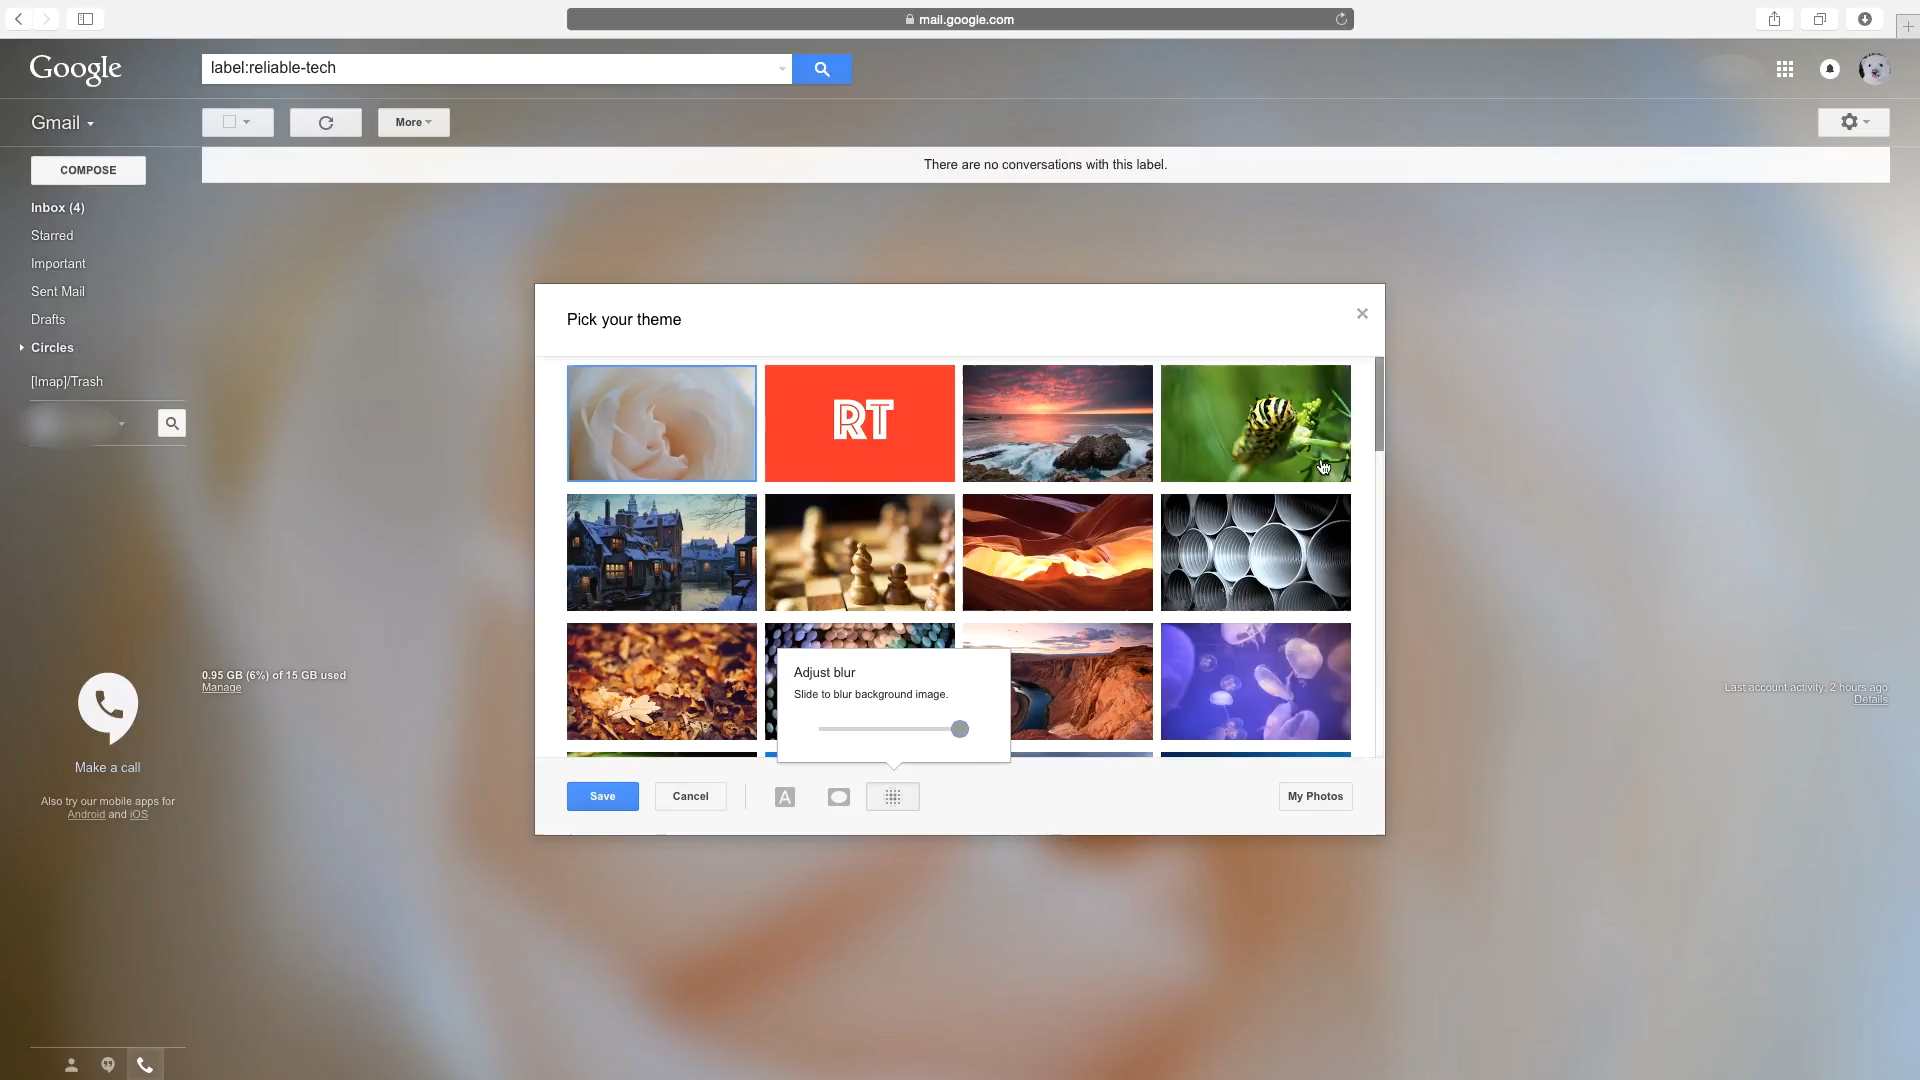 mail.google.com
Google
label:reliable-tech
Gmail
More
There are no conversations with this label.
COMPOSE
Inbox (4)
Starred
Important
Sent Mail
Drafts
Circles
[Imap]/Trash
Pick your theme
RT
Adjust blur
Slide to blur background image.
Save
Cancel
A
My Photos
0.95 GB (6%) of 15 GB used
Manage
Last account activity: 2 hours ago
Details
Make a call
Also try our mobile apps for
Android and iOS